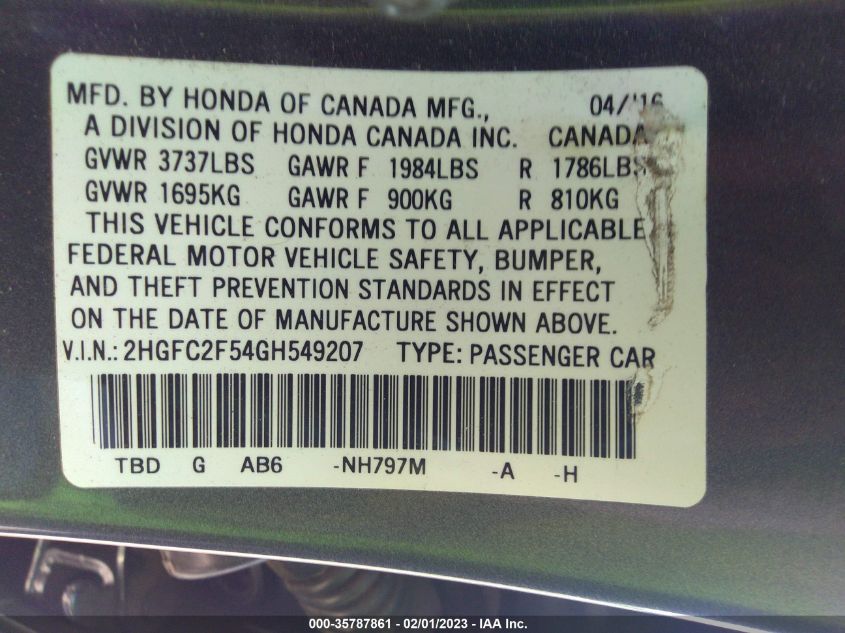 MFD. BY HONDA OF CANADA MFG., 04/'16
A DIVISION OF HONDA CANADA INC. CANADA
GVWR 3737LBS GAWR F 1984LBS R 1786LBS
GVWR 1695KG GAWR F 900KG R 810KG
THIS VEHICLE CONFORMS TO ALL APPLICABLE
FEDERAL MOTOR VEHICLE SAFETY, BUMPER,
AND THEFT PREVENTION STANDARDS IN EFFECT
ON THE DATE OF MANUFACTURE SHOWN ABOVE.
V.I.N.: 2HGFC2F54GH549207 TYPE: PASSENGER CAR
TBD G AB6 -NH797M -A -H
000-35787861 - 02/01/2023 - IAA Inc.